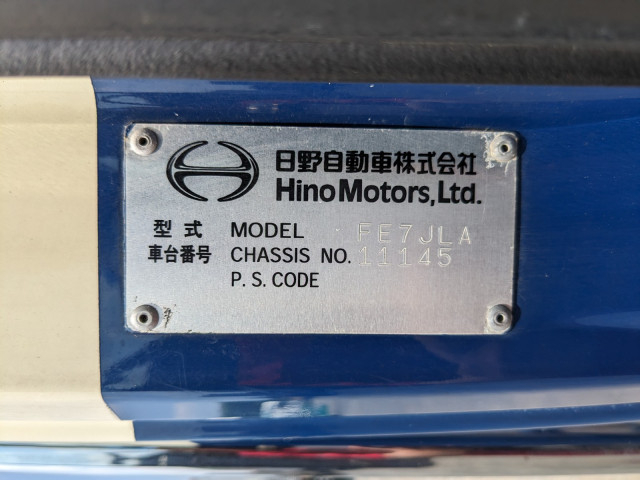 日野自動車株式会社
Hino Motors, Ltd.
型式 MODEL FE7JLA
車台番号 CHASSIS NO. 11145
P.S.CODE